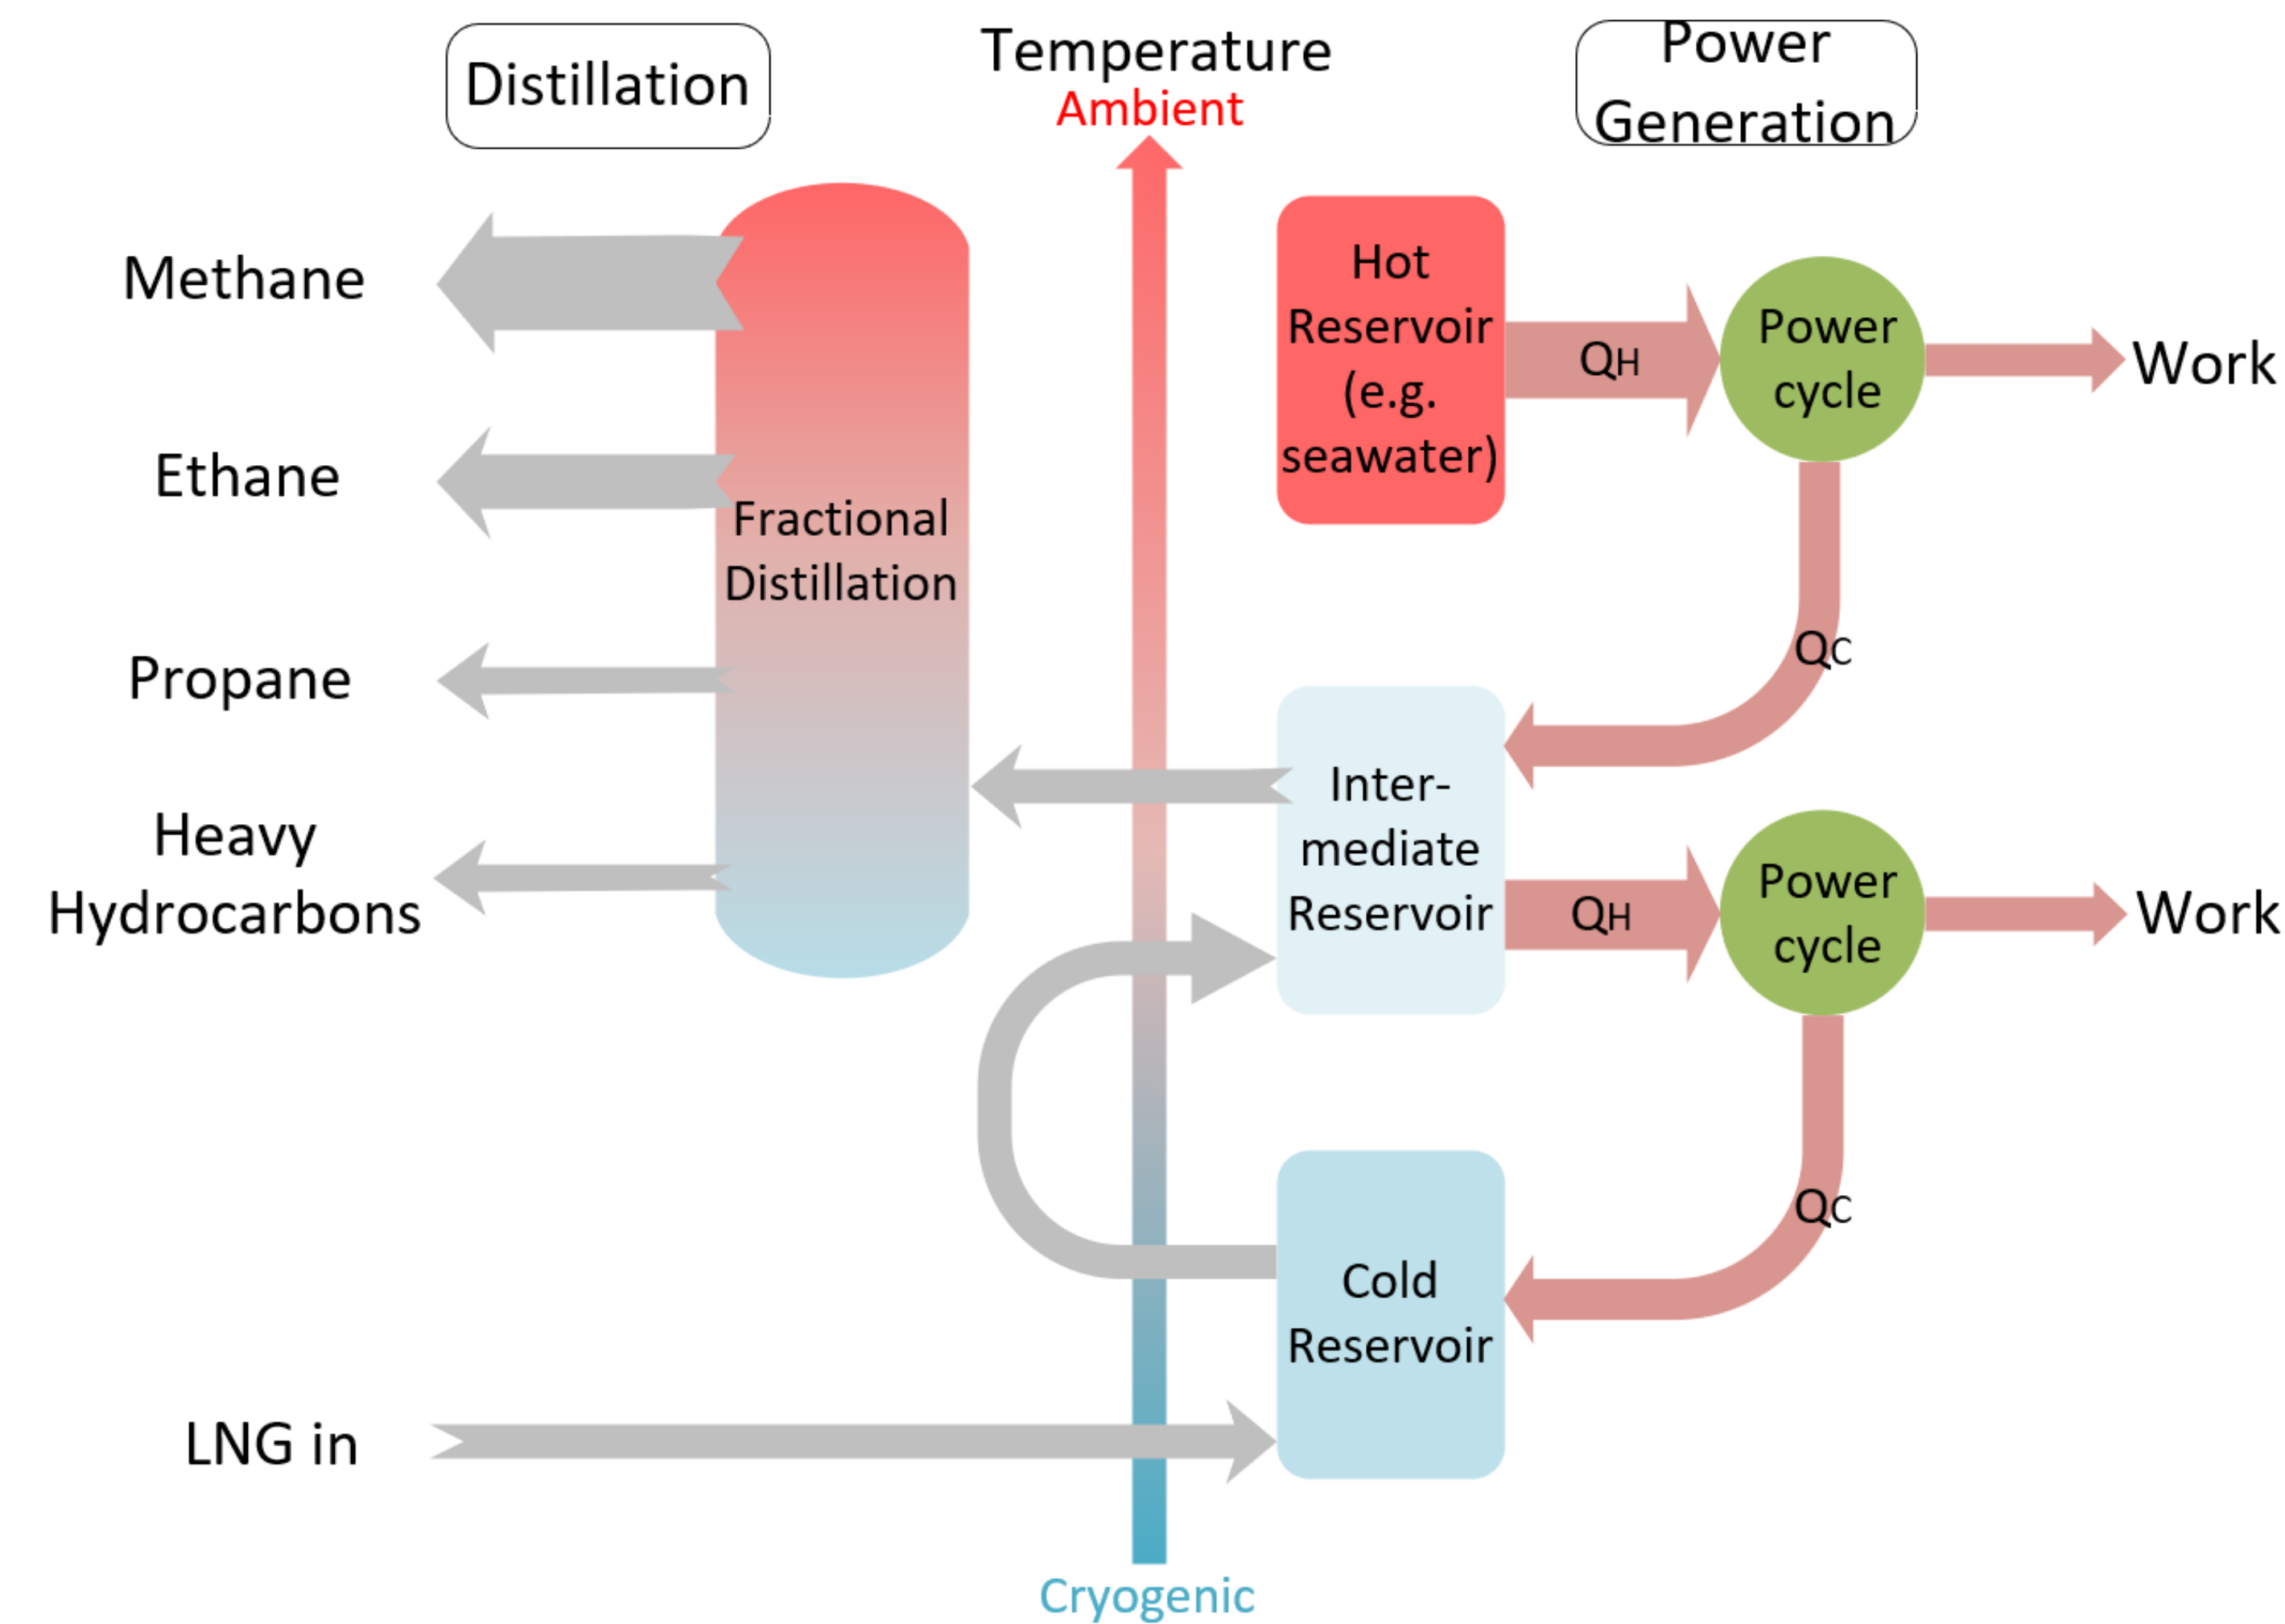 Distillation
Temperature
Ambient
Power
Generation
Methane
Ethane
Propane
Heavy
Hydrocarbons
LNG in
Fractional
Distillation
Hot
Reservoir
(e.g.
seawater)
QH
Power
cycle
Work
QC
Inter-
mediate
Reservoir
QH
Power
cycle
Work
QC
Cold
Reservoir
Cryogenic